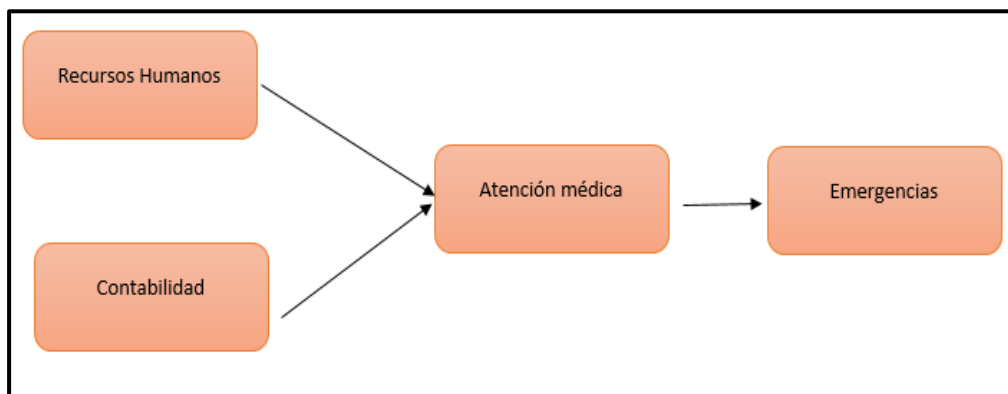 Recursos Humanos
Contabilidad
Atención médica
Emergencias